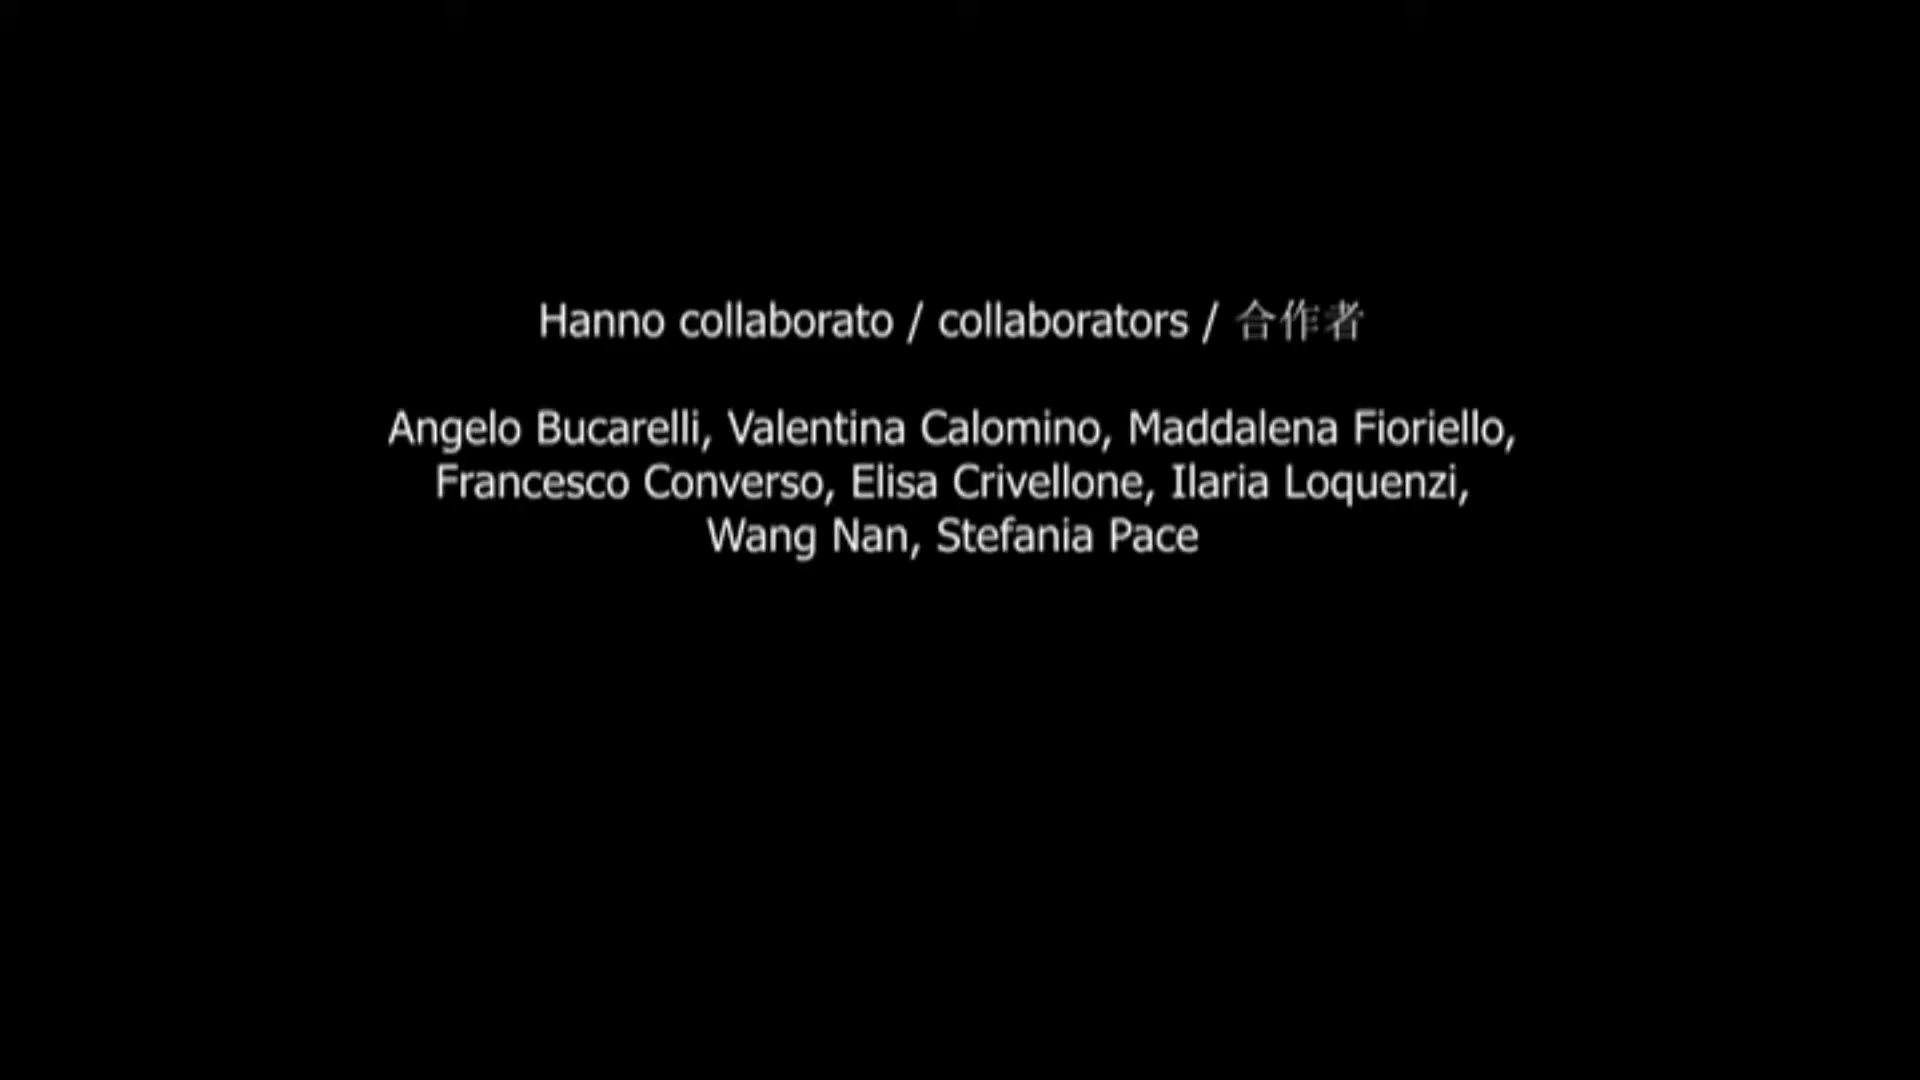 Hanno collaborato / collaborators / 合作者
Angelo Bucarelli, Valentina Calomino, Maddalena Fioriello,
Francesco Converso, Elisa Crivellone, Ilaria Loquenzi,
Wang Nan, Stefania Pace